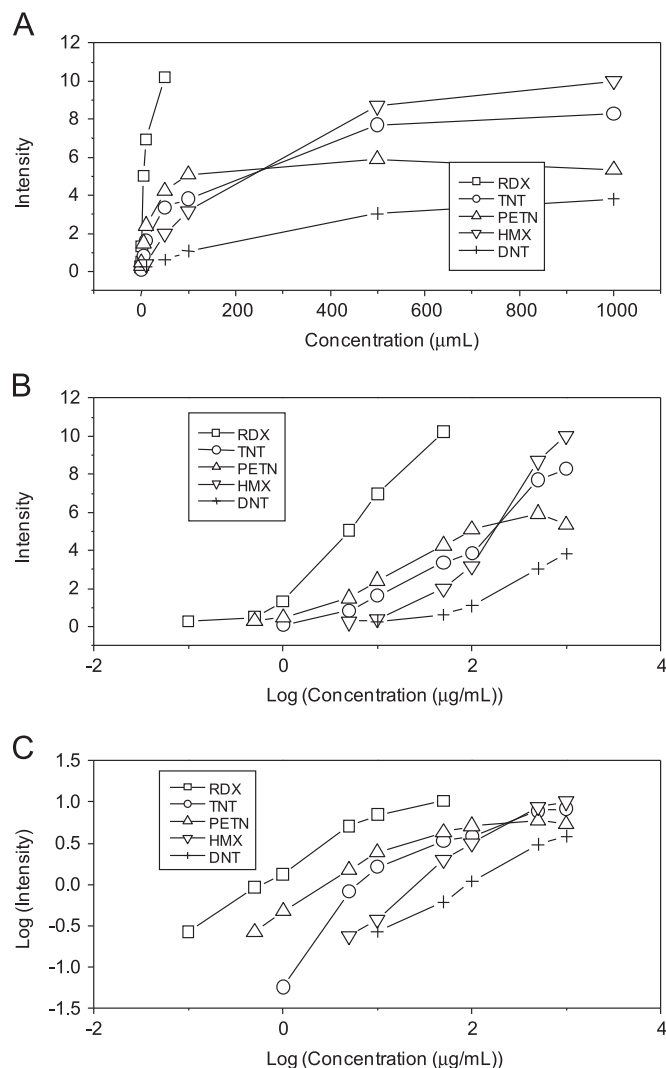 A
12
10
8
6
4
2
0
Intensity
RDX
TNT
PETN
HMX
DNT
0 200 400 600 800 1000
Concentration (μmL)
B
12
10
8
6
4
2
0
Intensity
RDX
TNT
PETN
HMX
DNT
-2 0 2 4
Log (Concentration (μg/mL))
C
1.5
1.0
0.5
0.0
-0.5
-1.0
-1.5
Log (Intensity)
RDX
TNT
PETN
HMX
DNT
-2 0 2 4
Log (Concentration (μg/mL))